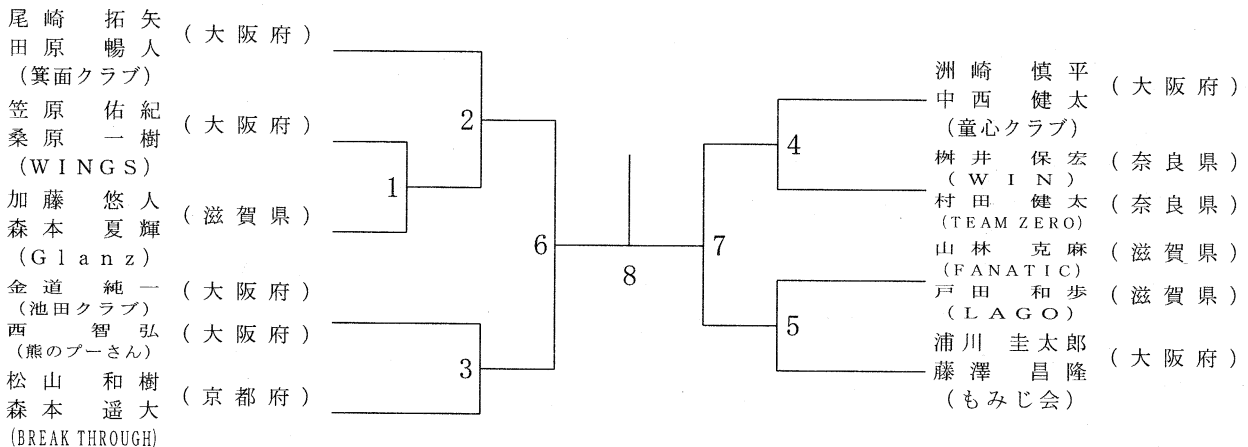 尾崎 拓矢
田原 暢人
(大阪府)
(箕面クラブ)
笠原 佑紀
桑原 一樹
(大阪府)
(WINGS)
加藤 悠人
森本 夏輝
(滋賀県)
(Glanz)
金道 純一
(大阪府)
(池田クラブ)
西 智弘
(大阪府)
(熊のプーさん)
松山 和樹
森本 遥大
(京都府)
(BREAK THROUGH)
2
1
6
3
8
7
4
5
洲崎 慎平
中西 健太
(大阪府)
(童心クラブ)
桝井 保宏
(奈良県)
(WIN)
村田 健太
(奈良県)
(TEAM ZERO)
山林 克麻
(滋賀県)
(FANATIC)
戸田 和歩
(滋賀県)
(LAGO)
浦川 圭太郎
藤澤 昌隆
(大阪府)
(もみじ会)